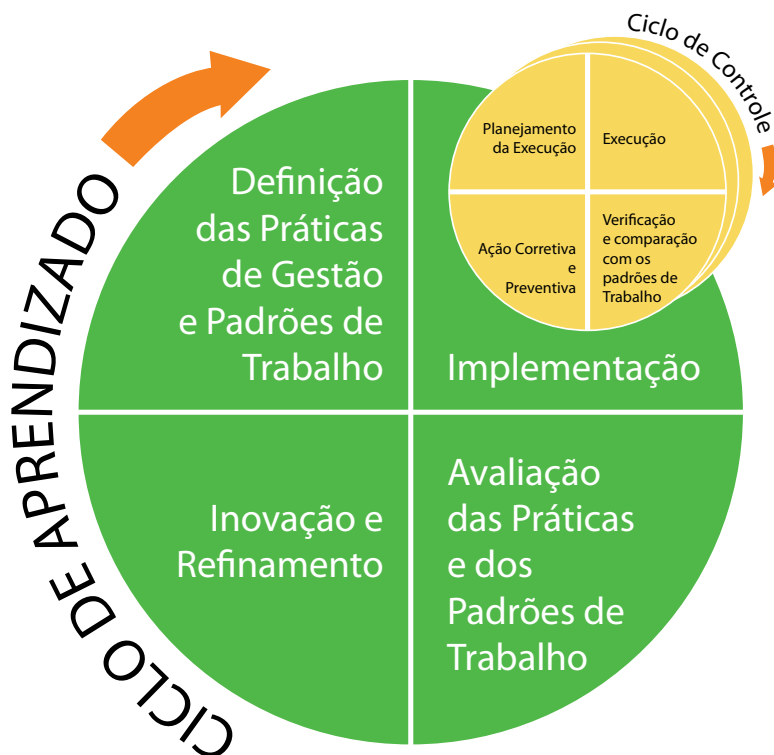 CICLO DE APRENDIZADO
Definição
das Práticas
de Gestão
e Padrões de
Trabalho
Ciclo de Controle
Planejamento
da Execução
Execução
Ação Corretiva
e
Preventiva
Verificação
e comparação
com os
padrões de
Trabalho
Implementação
Inovação e
Refinamento
Avaliação
das Práticas
e dos
Padrões de
Trabalho